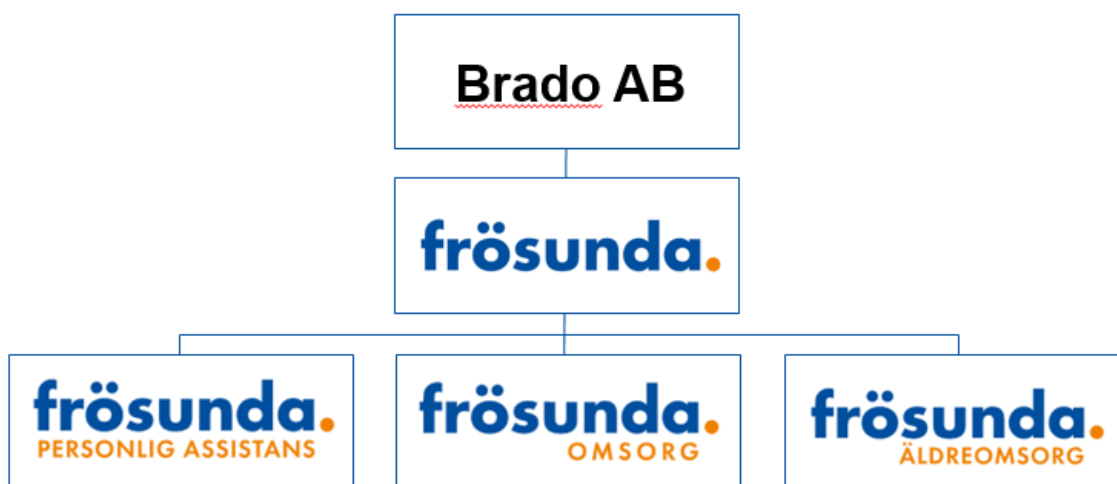 Brado AB
frösunda.
frösunda.
PERSONLIG ASSISTANS
frösunda.
OMSORG
frösunda.
ÄLDREOMSORG